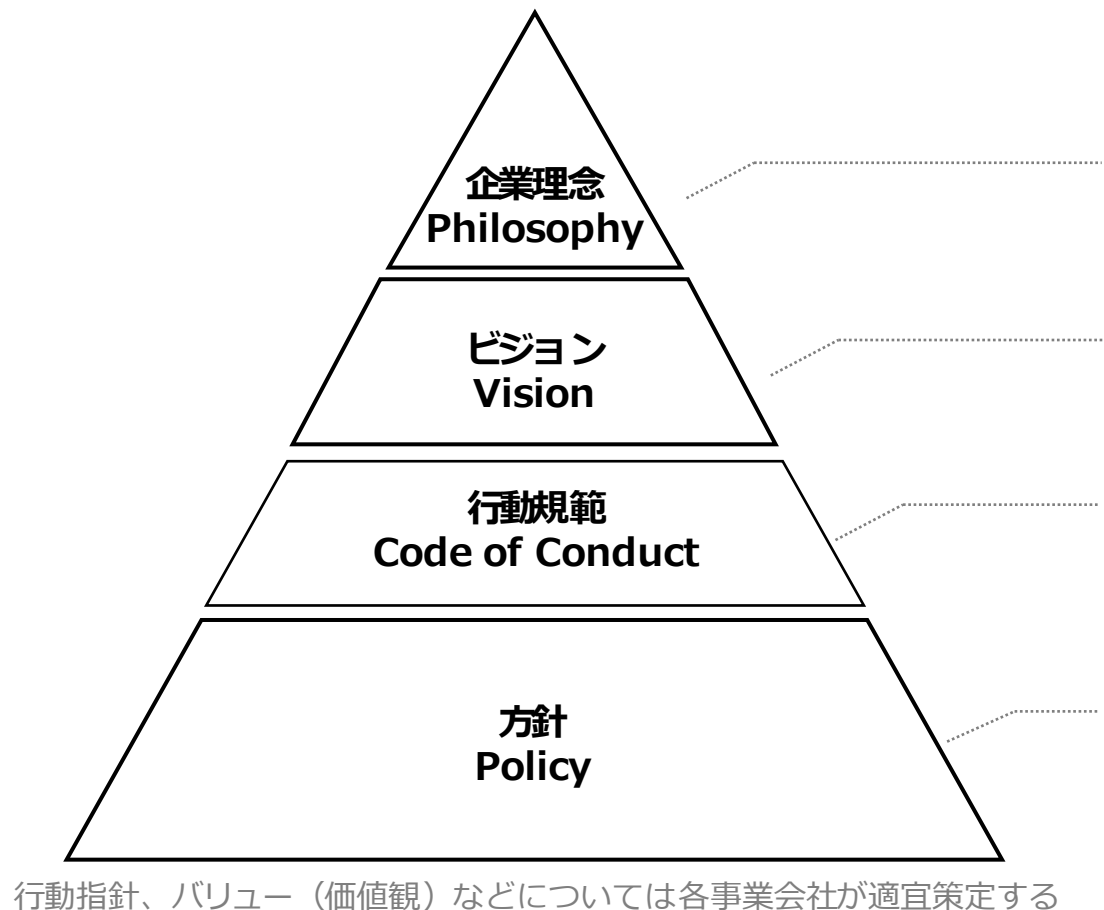 企業理念
Philosophy
ビジョン
Vision
行動規範
Code of Conduct
方針
Policy
行動指針、バリュー（価値観）などについては各事業会社が適宜策定する